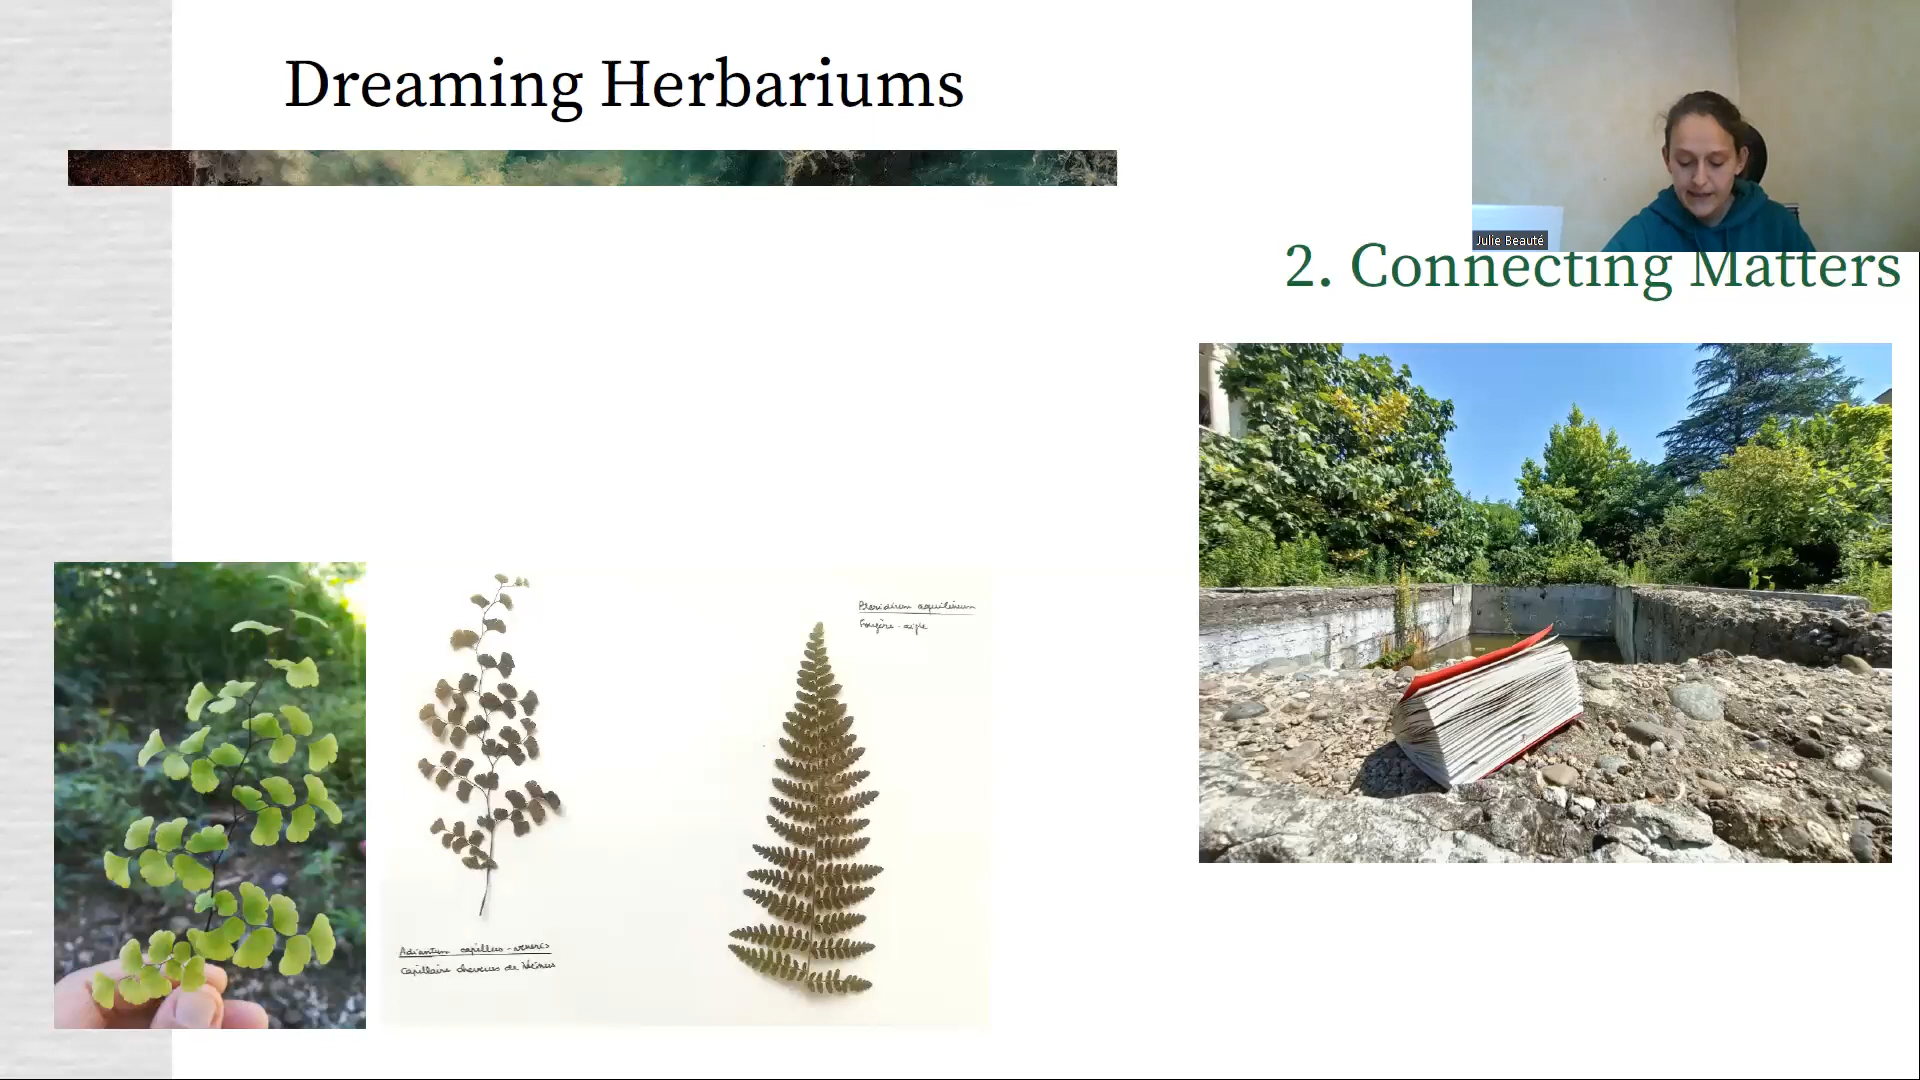 Dreaming Herbariums
Julie Beauté
2. Connecting Matters
Pteridium aquilinum
Fougère-aigle
Adiantum capillus-veneris
Capillaire cheveux de Vénus